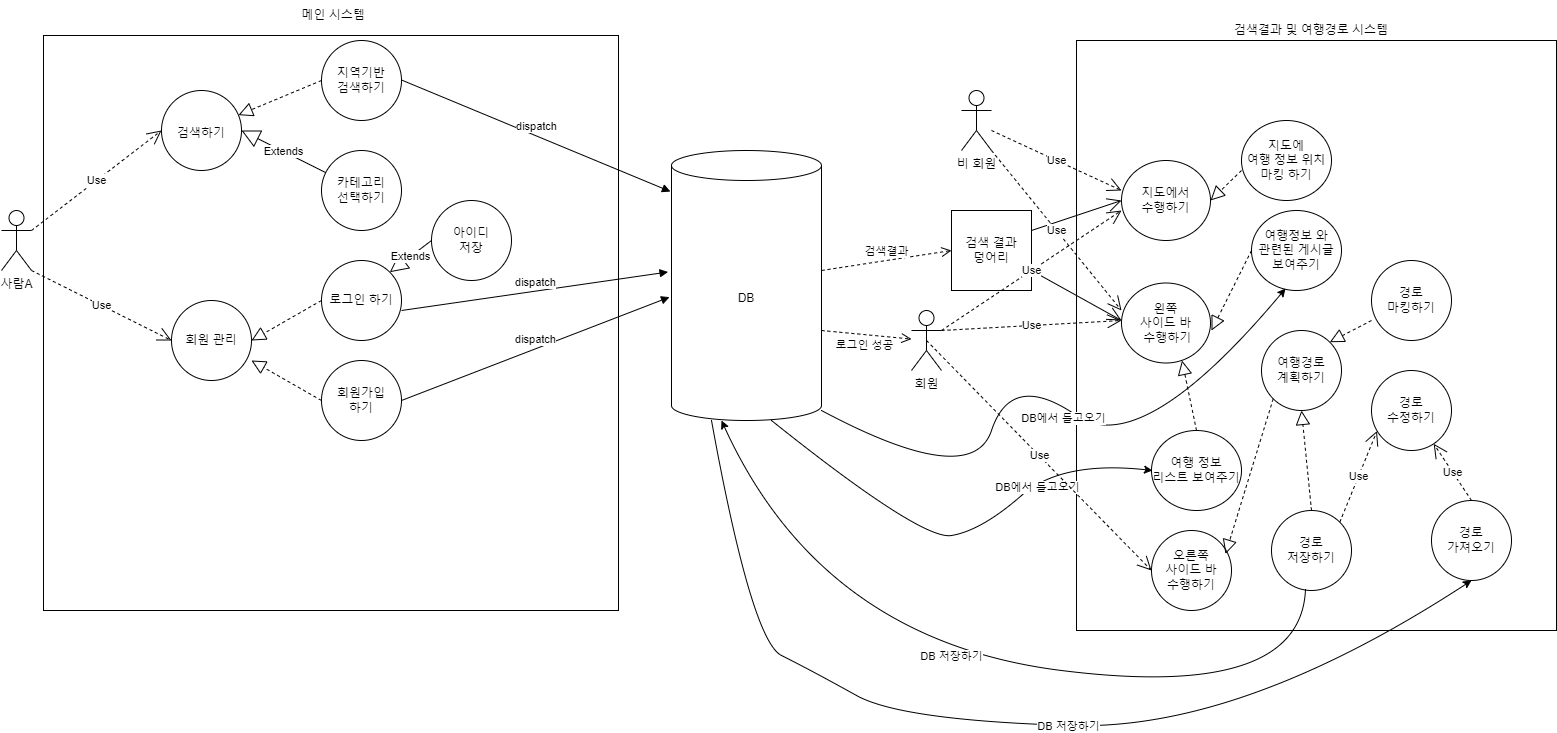 메인 시스템
검색결과 및 여행경로 시스템
지역기반
검색하기
검색하기
Extends
카테고리
선택하기
dispatch
Use
사람A
Use
아이디
저장
Extends
로그인 하기
dispatch
회원 관리
회원가입
하기
dispatch
DB
검색결과
로그인 성공
비 회원
Use
Use
검색 결과
덩어리
Use
Use
회원
Use
지도에서
수행하기
지도에
여행 정보 위치
마킹 하기
여행정보 와
관련된 게시글
보여주기
왼쪽
사이드 바
수행하기
경로
마킹하기
여행경로
계획하기
경로
수정하기
DB에서 들고오기
DB에서 들고오기
여행 정보
리스트 보여주기
Use
Use
오른쪽
사이드 바
수행하기
경로
저장하기
경로
가져오기
DB 저장하기
DB 저장하기